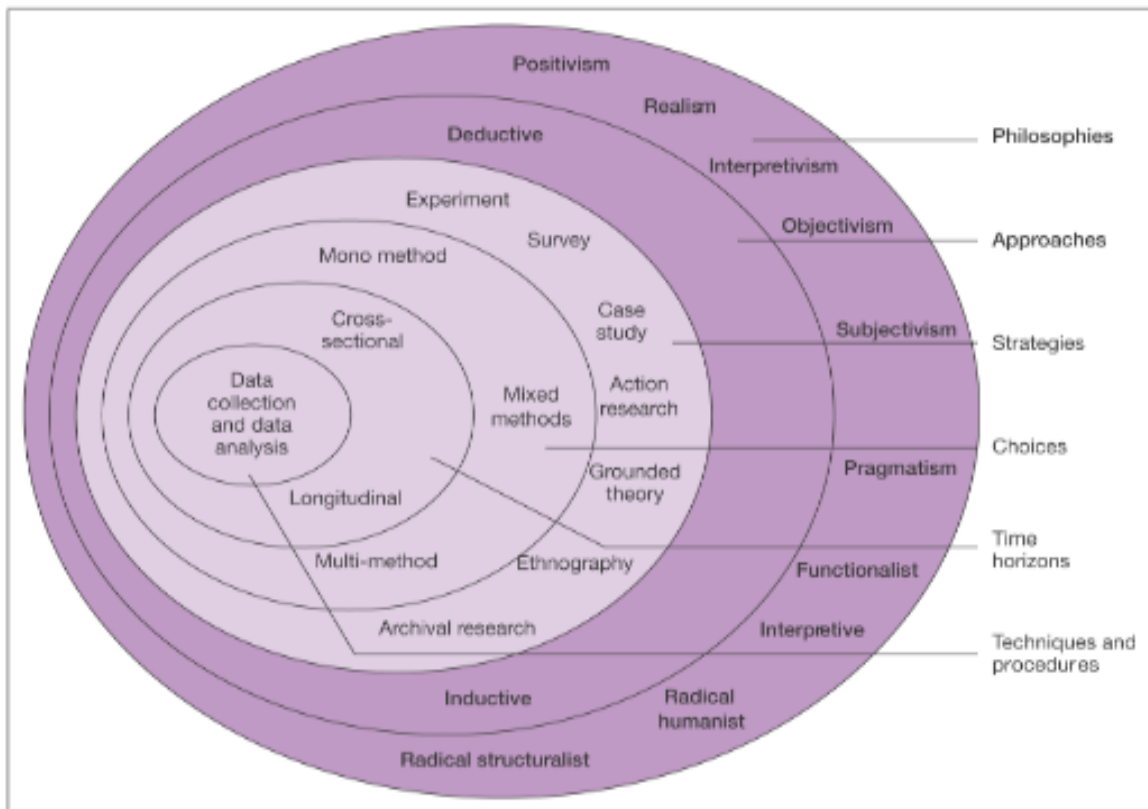 Positivism
Realism
Philosophies
Deductive
Interpretivism
Experiment
Objectivism
Survey
Approaches
Mono method
Case
study
Cross-
sectional
Subjectivism
Strategies
Data
collection
and data
analysis
Mixed
methods
Action
research
Choices
Grounded
theory
Pragmatism
Longitudinal
Time
horizons
Multi-method
Ethnography
Functionalist
Archival research
Interpretive
Techniques and
procedures
Inductive
Radical
humanist
Radical structuralist